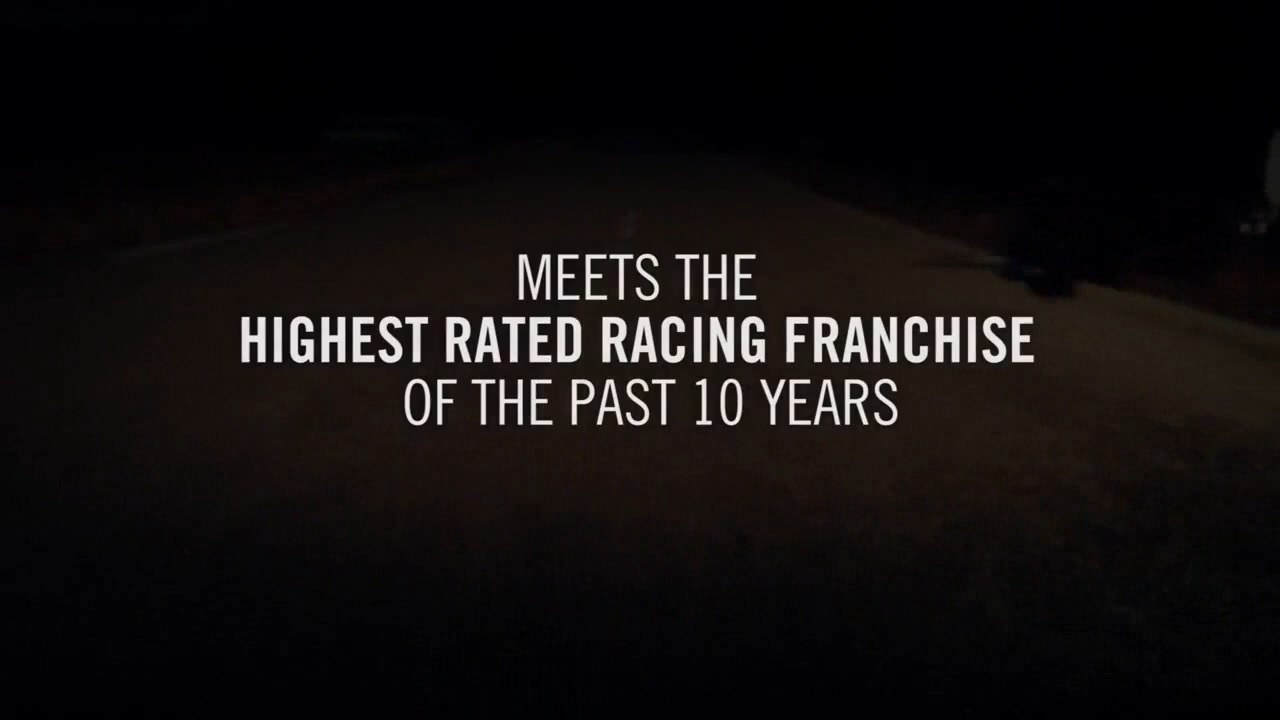 MEETS THE
HIGHEST RATED RACING FRANCHISE
OF THE PAST 10 YEARS